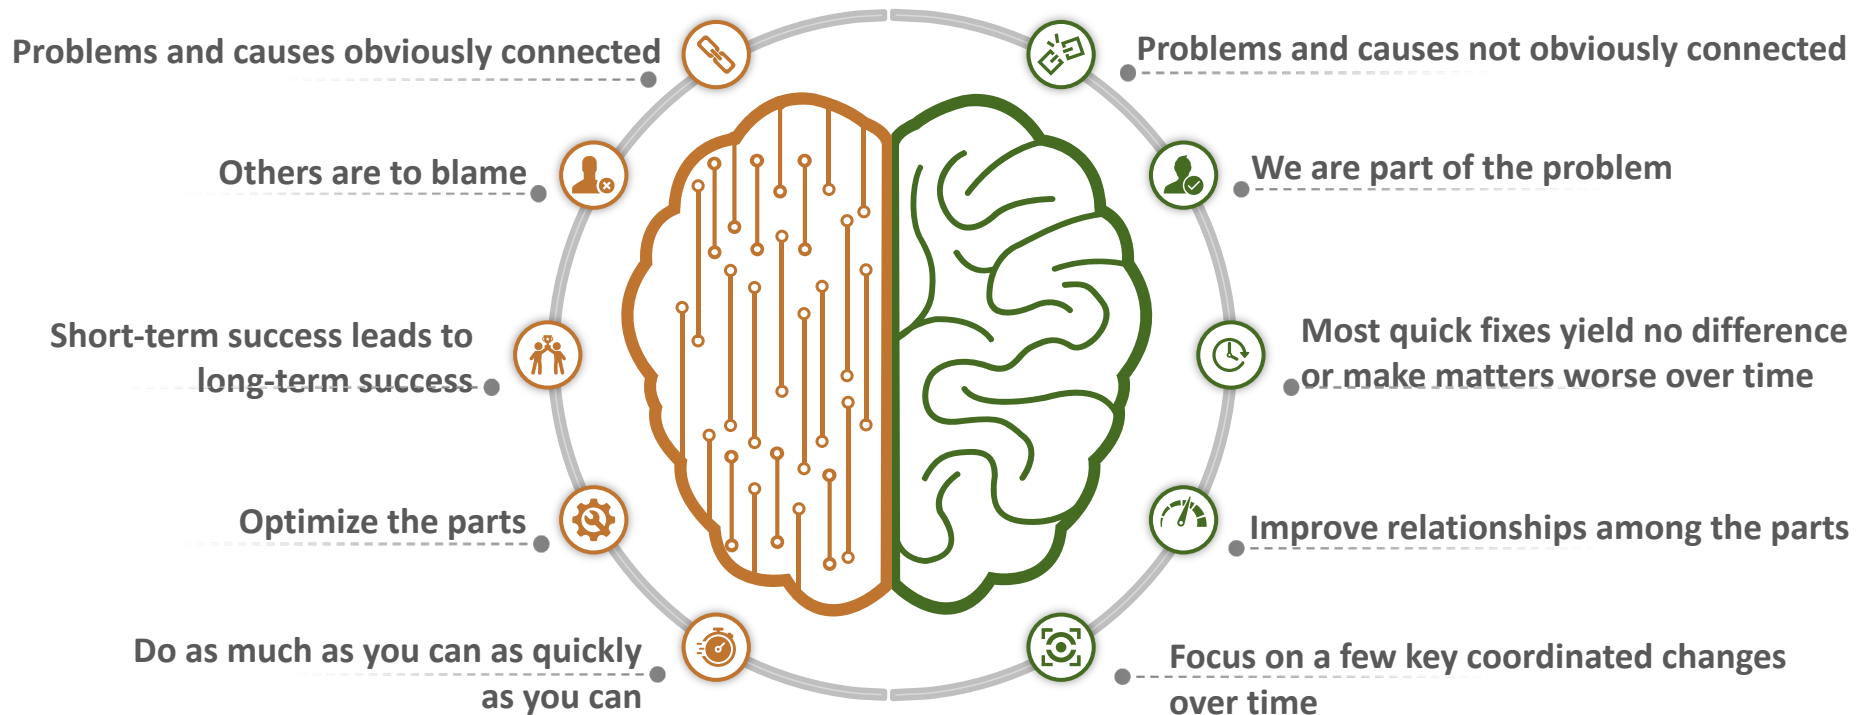 Problems and causes obviously connected
Problems and causes not obviously connected
Others are to blame
We are part of the problem
Short-term success leads to
long-term success
Most quick fixes yield no difference
or make matters worse over time
Optimize the parts
Improve relationships among the parts
Do as much as you can as quickly
as you can
Focus on a few key coordinated changes
over time